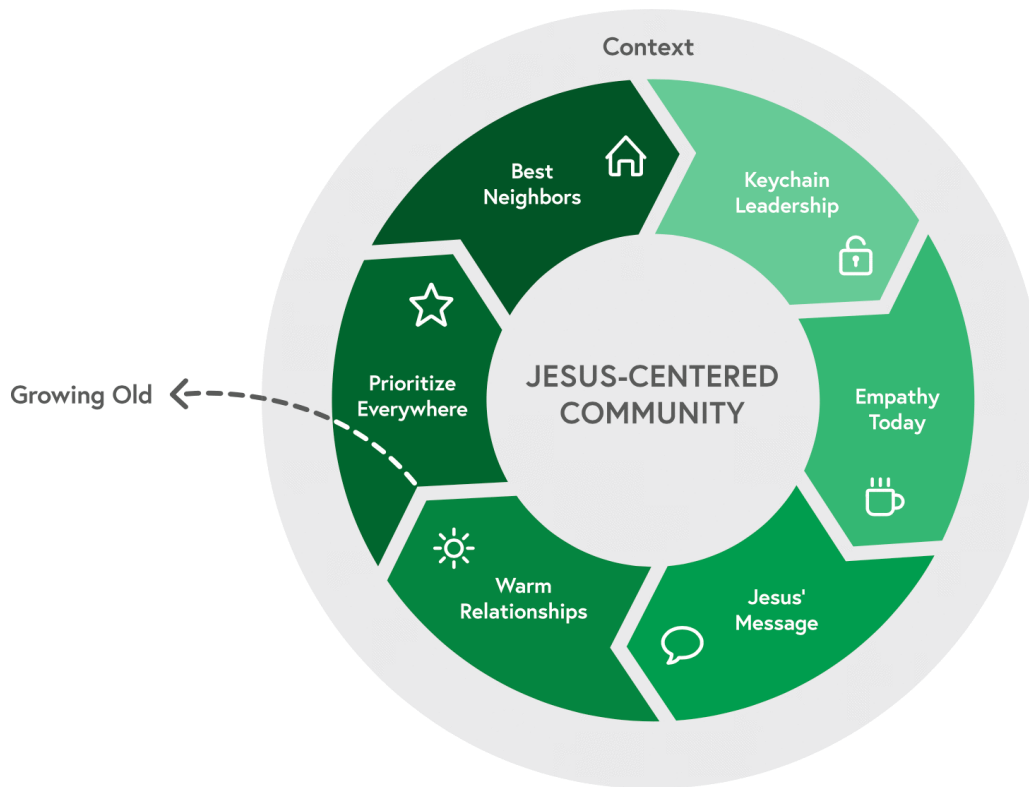 Context
Best
Neighbors
Keychain
Leadership
Growing Old
Prioritize
Everywhere
JESUS-CENTERED
COMMUNITY
Empathy
Today
Warm
Relationships
Jesus'
Message